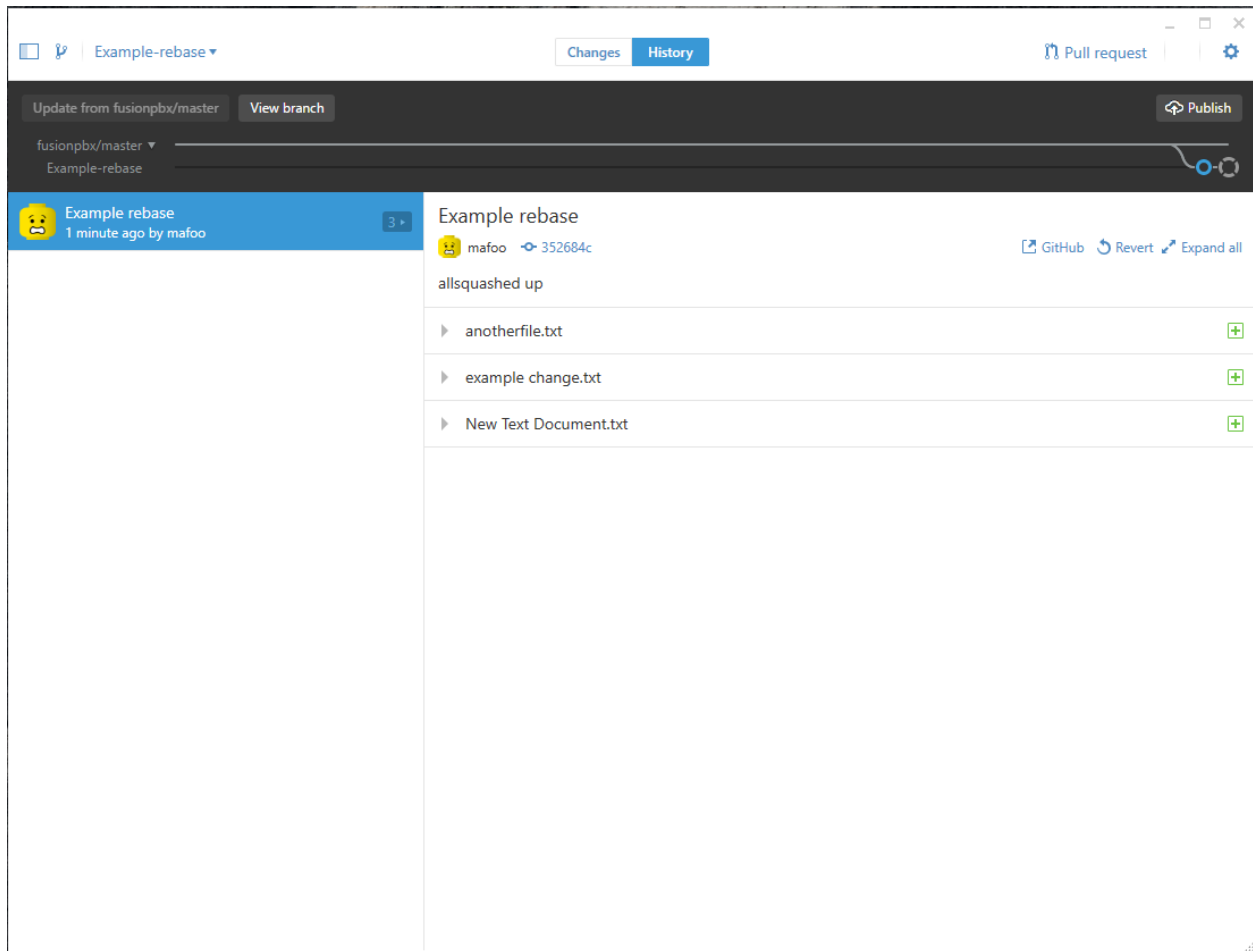 Example-rebase
Changes
History
Pull request
Update from fusionpbx/master
View branch
Publish
fusionpbx/master
Example-rebase
Example rebase
1 minute ago by mafoo
3
Example rebase
mafoo
352684c
GitHub
Revert
Expand all
allsquashed up
anotherfile.txt
example change.txt
New Text Document.txt